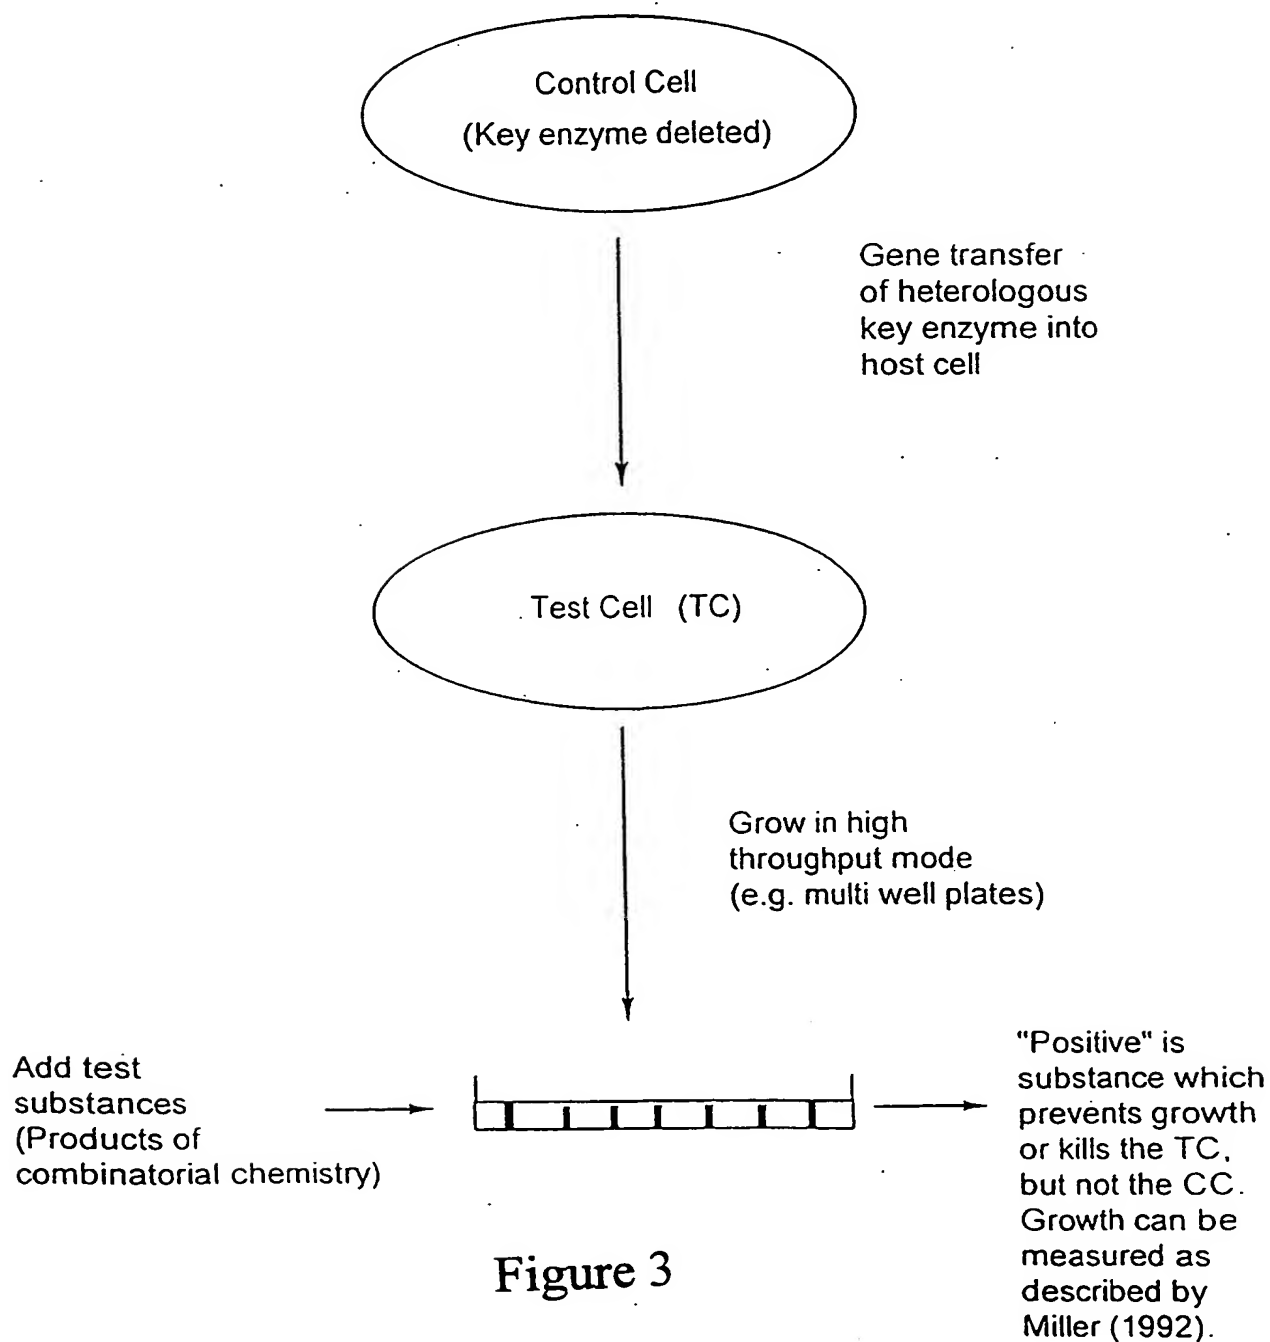 Control Cell
(Key enzyme deleted)
Gene transfer
of heterologous
key enzyme into
host cell
Test Cell (TC)
Grow in high
throughput mode
(e.g. multi well plates)
Add test
substances
(Products of
combinatorial chemistry)
"Positive" is
substance which
prevents growth
or kills the TC,
but not the CC.
Growth can be
measured as
described by
Miller (1992).
Figure 3